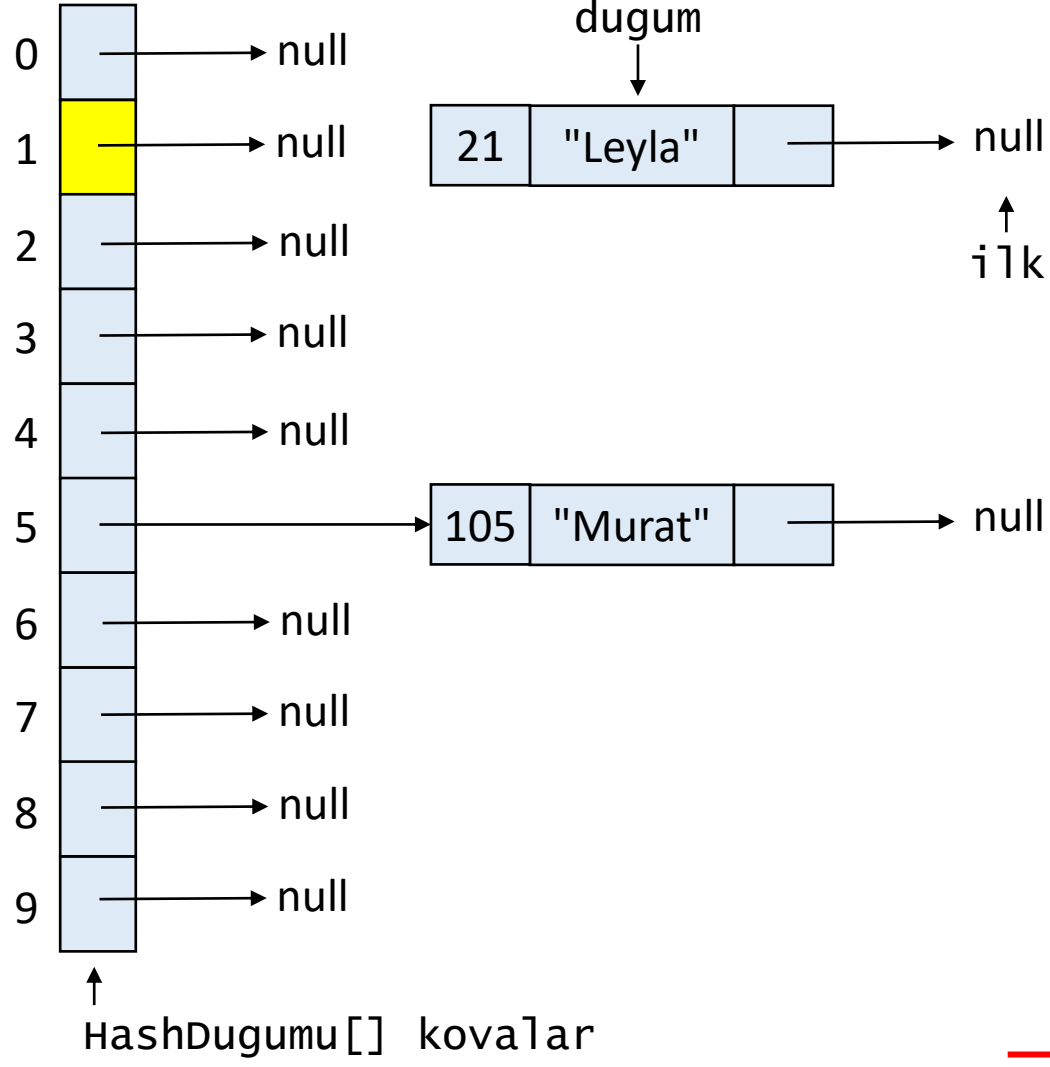 dugum
0 null
1 null 21 "Leyla" null
2 null
ilk
3 null
4 null
5 105 "Murat" null
6 null
7 null
8 null
9 null
HashDugumu[] kovalar